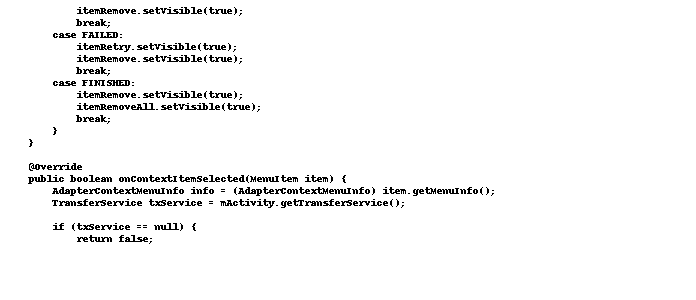 itemRemove.setVisible(true);
        break;
    case FAILED:
        itemRetry.setVisible(true);
        itemRemove.setVisible(true);
        break;
    case FINISHED:
        itemRemove.setVisible(true);
        itemRemoveAll.setVisible(true);
        break;
    }
}

@Override
public boolean onContextItemSelected(MenuItem item) {
    AdapterContextMenuInfo info = (AdapterContextMenuInfo) item.getMenuInfo();
    TransferService txService = mActivity.getTransferService();

    if (txService == null) {
        return false;